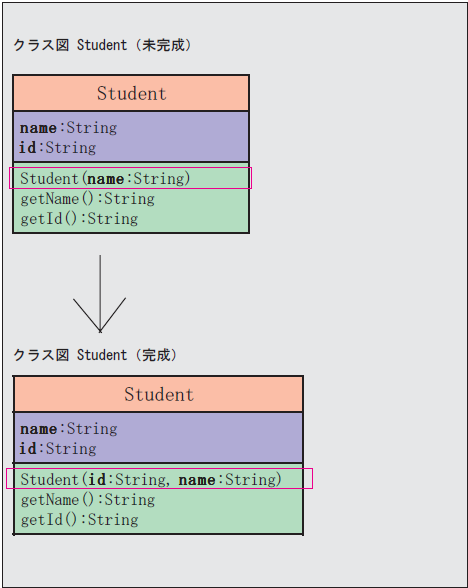 クラス図 Student（未完成）
Student
name:String
id:String
Student(name:String)
getName():String
getId():String
クラス図 Student（完成）
Student
name:String
id:String
Student(id:String, name:String)
getName():String
getId():String